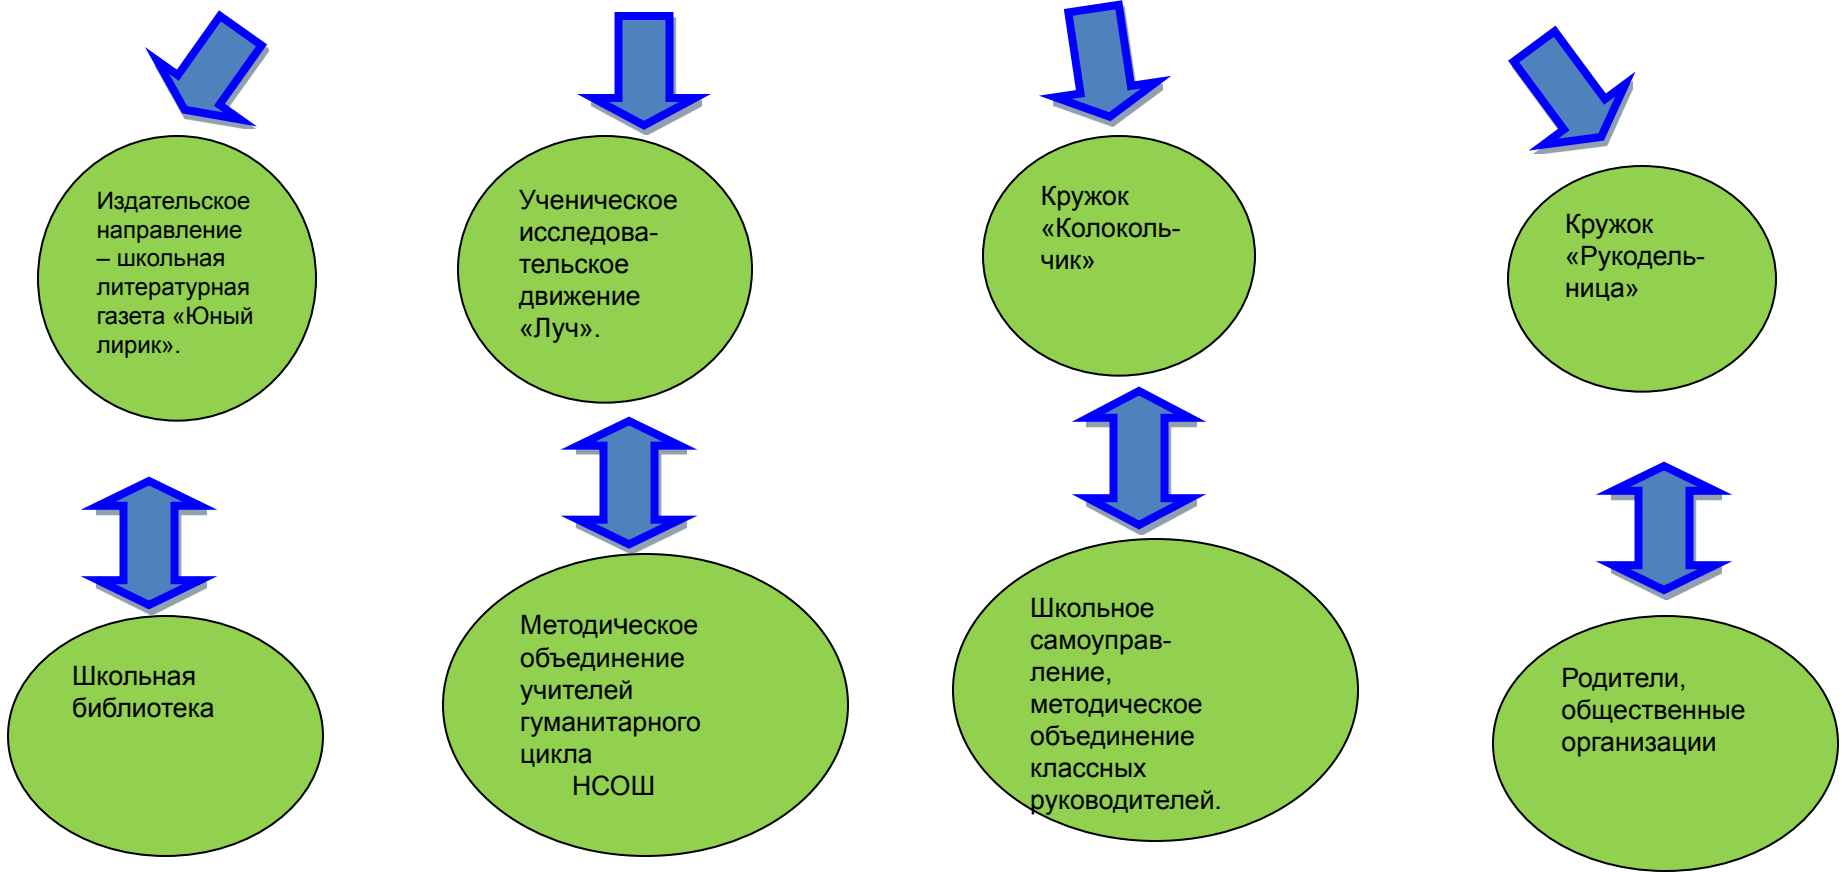 Издательское
направление
– школьная
литературная
газета «Юный
лирик».
Ученическое
исследова-
тельское
движение
«Луч».
Кружок
«Колоколь-
чик»
Кружок
«Рукодель-
ница»
Школьная
библиотека
Методическое
объединение
учителей
гуманитарного
цикла
НСОШ
Школьное
самоуправ-
ление,
методическое
объединение
классных
руководителей.
Родители,
общественные
организации